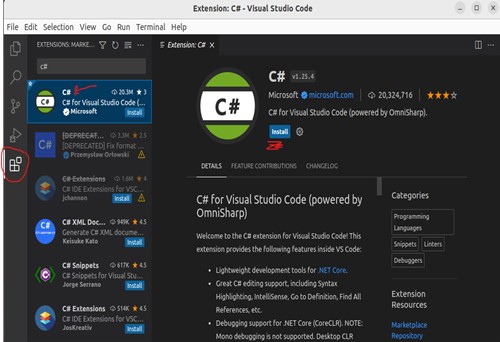 Extension: C# - Visual Studio Code
File Edit Selection View Go Run Terminal Help
EXTENSIONS: MARKE...
c#
C# 20.3M ★ 3
C# for Visual Studio Code (...
Microsoft Install
[DEPRECAT... 3.3M ★ 2.5
[DEPRECATED] Fix format ...
Przemysław Orłowski
C# Extensions 1.6M ★ 4
C# IDE Extensions for VSC...
jchannon
C# XML Doc... 949K ★ 4.5
Generate C# XML docume...
Keisuke Kato Install
C# Snippets 617K ★ 4.5
C# Snippets for Visual Stu...
Jorge Serrano Install
C# Extensions 514K ★ 4.5
C# IDE Extensions for VSC...
JosKreativ Install
Extension: C#
C# v1.25.4
Microsoft microsoft.com 20,324,716
C# for Visual Studio Code (powered by OmniSharp).
Install
DETAILS FEATURE CONTRIBUTIONS CHANGELOG
C# for Visual Studio Code (powered by
OmniSharp)
Welcome to the C# extension for Visual Studio Code! This
extension provides the following features inside VS Code:
• Lightweight development tools for .NET Core.
• Great C# editing support, including Syntax
Highlighting, IntelliSense, Go to Definition, Find All
References, etc.
• Debugging support for .NET Core (CoreCLR). NOTE:
Mono debugging is not supported. Desktop CLR
Categories
Programming
Languages
Snippets Linters
Debuggers
Extension
Resources
Marketplace
Repository